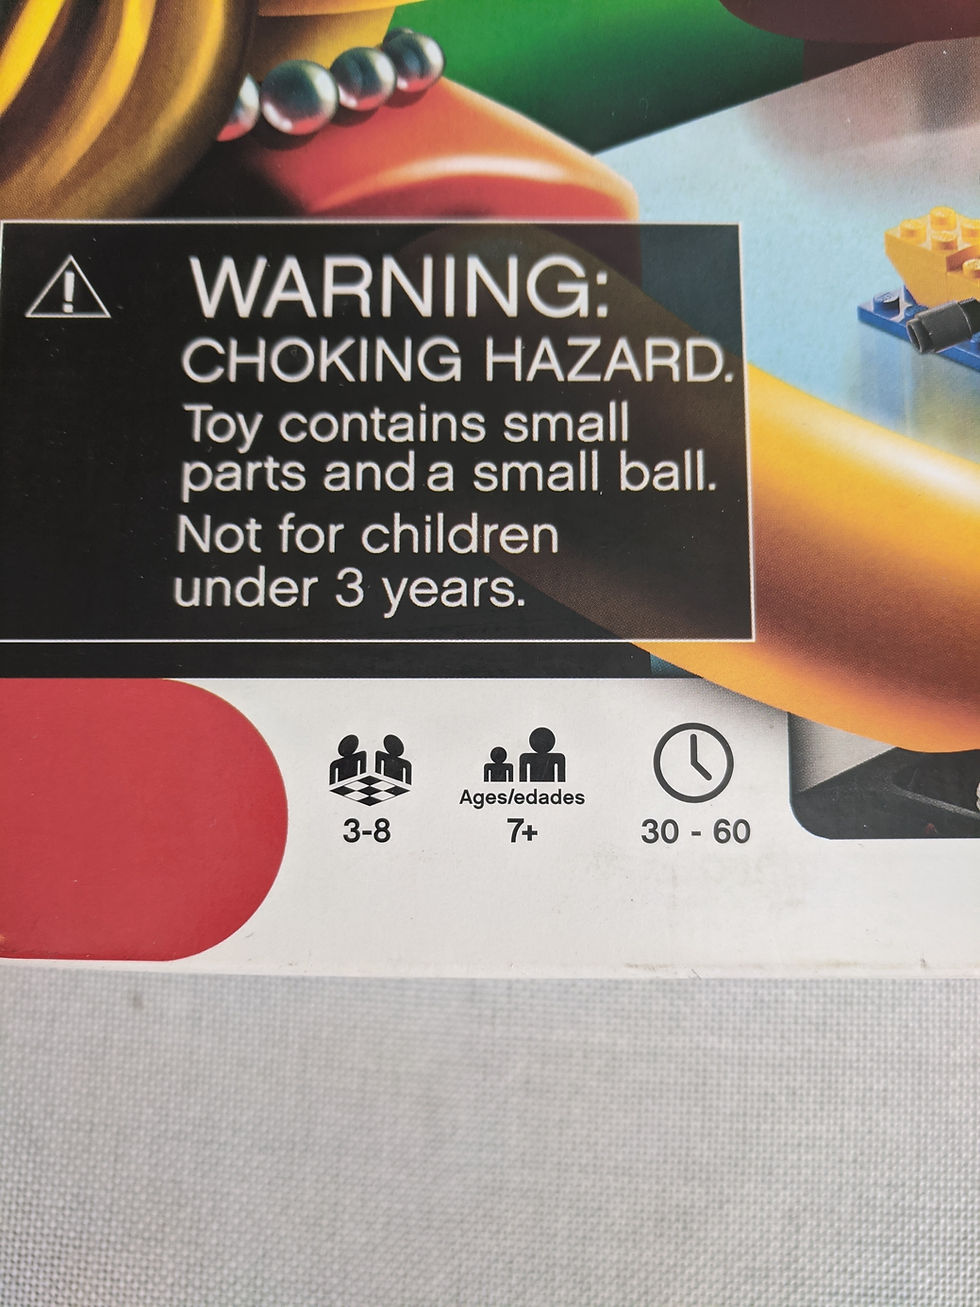 WARNING:
CHOKING HAZARD.
Toy contains small
parts and a small ball.
Not for children
under 3 years.
Ages/edades
3-8
7+
30 - 60